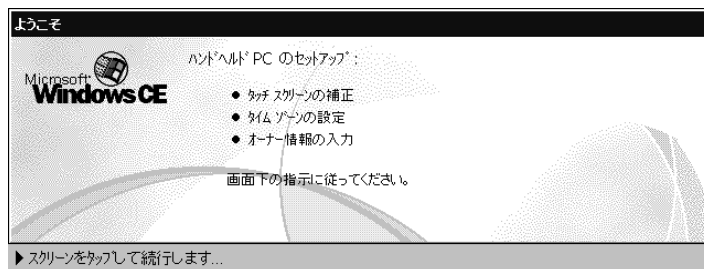 ようこそ
Microsoft
Windows CE
ﾊﾝﾄﾞﾍﾙﾄﾞ PC のｾｯﾄｱｯﾌﾟ:
● ﾀｯﾁ ｽｸﾘｰﾝの補正
● ﾀｲﾑ ｿﾞｰﾝの設定
● ｵｰﾅｰ情報の入力
画面下の指示に従ってください。
▶ ｽｸﾘｰﾝをﾀｯﾌﾟして続行します...